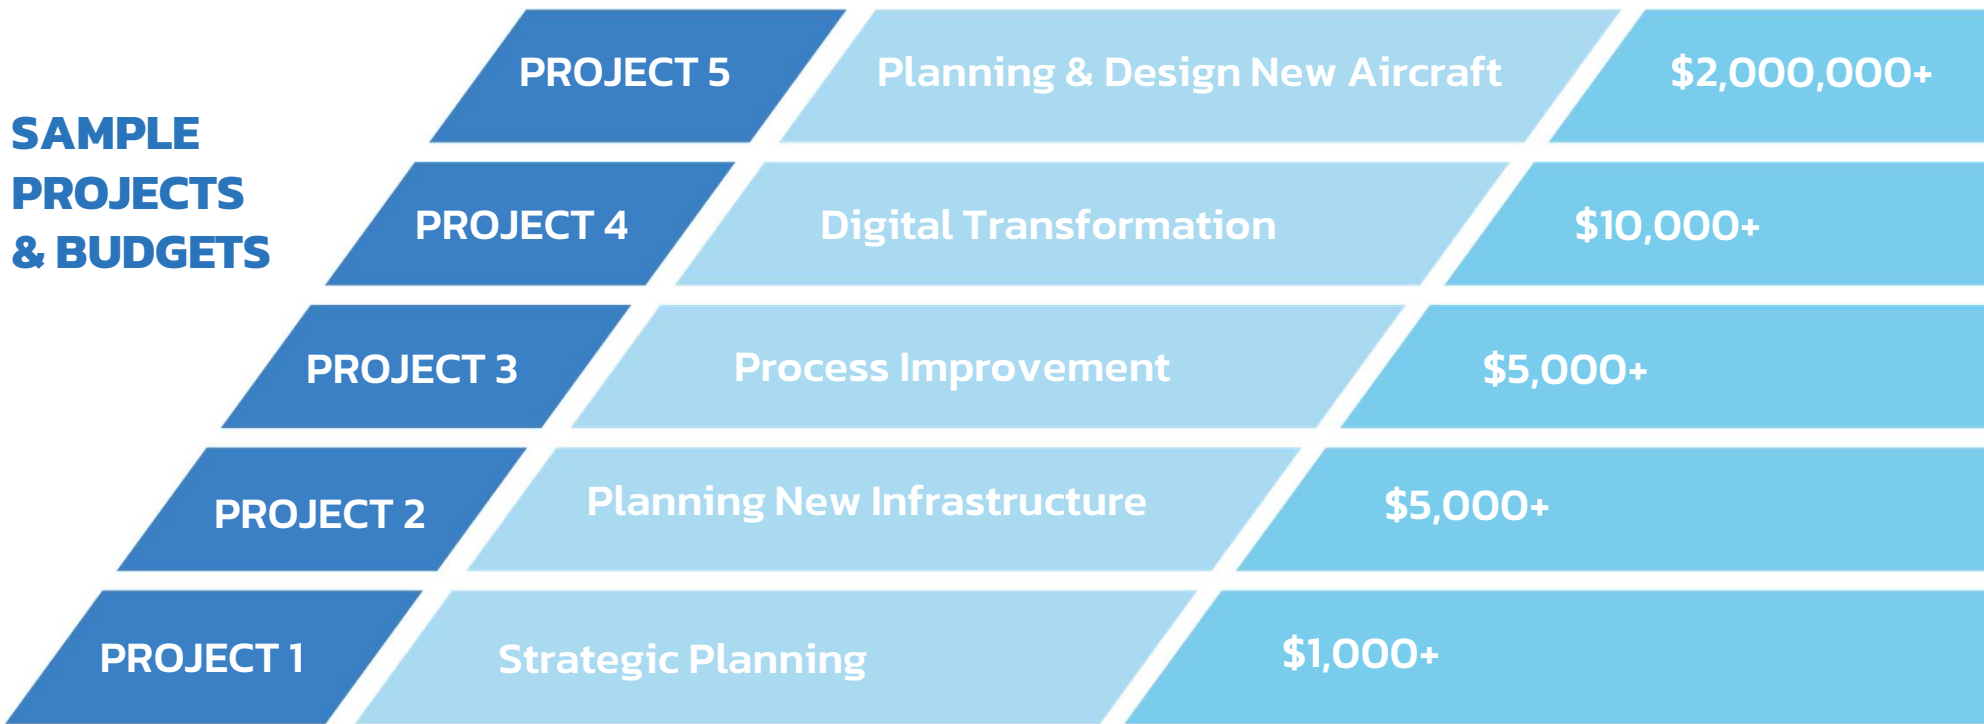 SAMPLE
PROJECTS
& BUDGETS
PROJECT 5 Planning & Design New Aircraft $2,000,000+
PROJECT 4 Digital Transformation $10,000+
PROJECT 3 Process Improvement $5,000+
PROJECT 2 Planning New Infrastructure $5,000+
PROJECT 1 Strategic Planning $1,000+